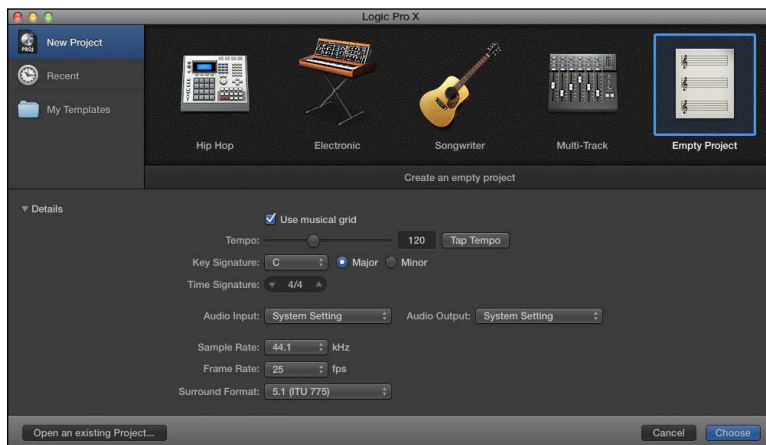 Logic Pro X
PROJ
New Project
Recent
My Templates
Hip Hop
Electronic
Songwriter
Multi-Track
Empty Project
Create an empty project
▼ Details
Use musical grid
Tempo: 120 Tap Tempo
Key Signature: C Major Minor
Time Signature: 4/4
Audio Input: System Setting Audio Output: System Setting
Sample Rate: 44.1 kHz
Frame Rate: 25 fps
Surround Format: 5.1 (ITU 775)
Open an existing Project... Cancel Choose